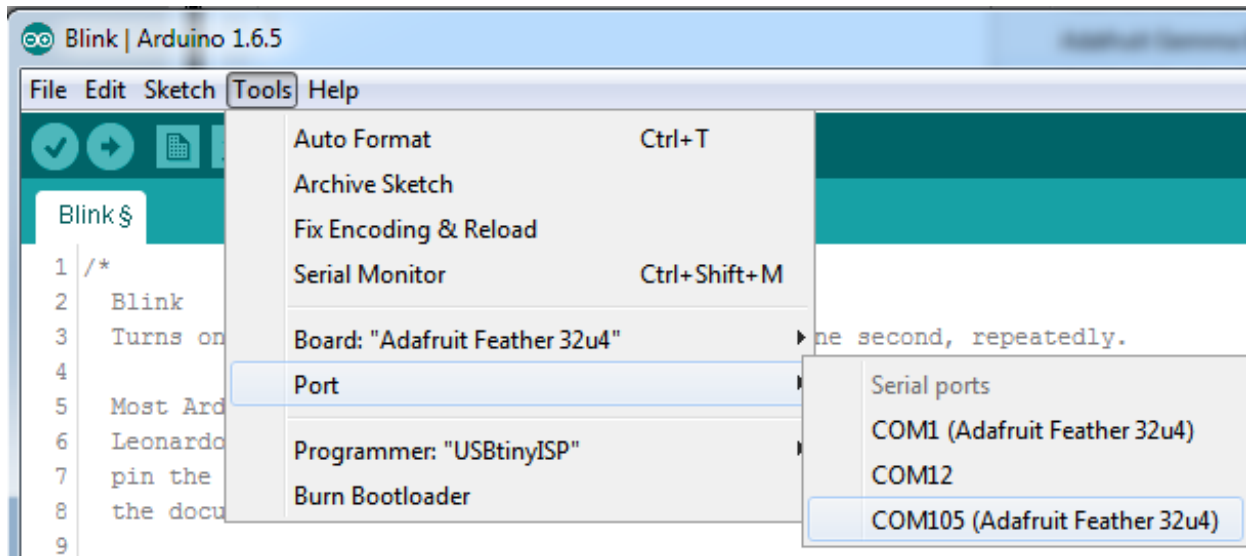 Blink | Arduino 1.6.5
File Edit Sketch Tools Help
Auto Format Ctrl+T
Archive Sketch
Fix Encoding & Reload
Serial Monitor Ctrl+Shift+M
Board: "Adafruit Feather 32u4"
Port
Programmer: "USBtinyISP"
Burn Bootloader
Serial ports
COM1 (Adafruit Feather 32u4)
COM12
COM105 (Adafruit Feather 32u4)
Blink §
1 /*
2 Blink
3 Turns on ne second, repeatedly.
4
5 Most Ard
6 Leonardo
7 pin the
8 the docu
9